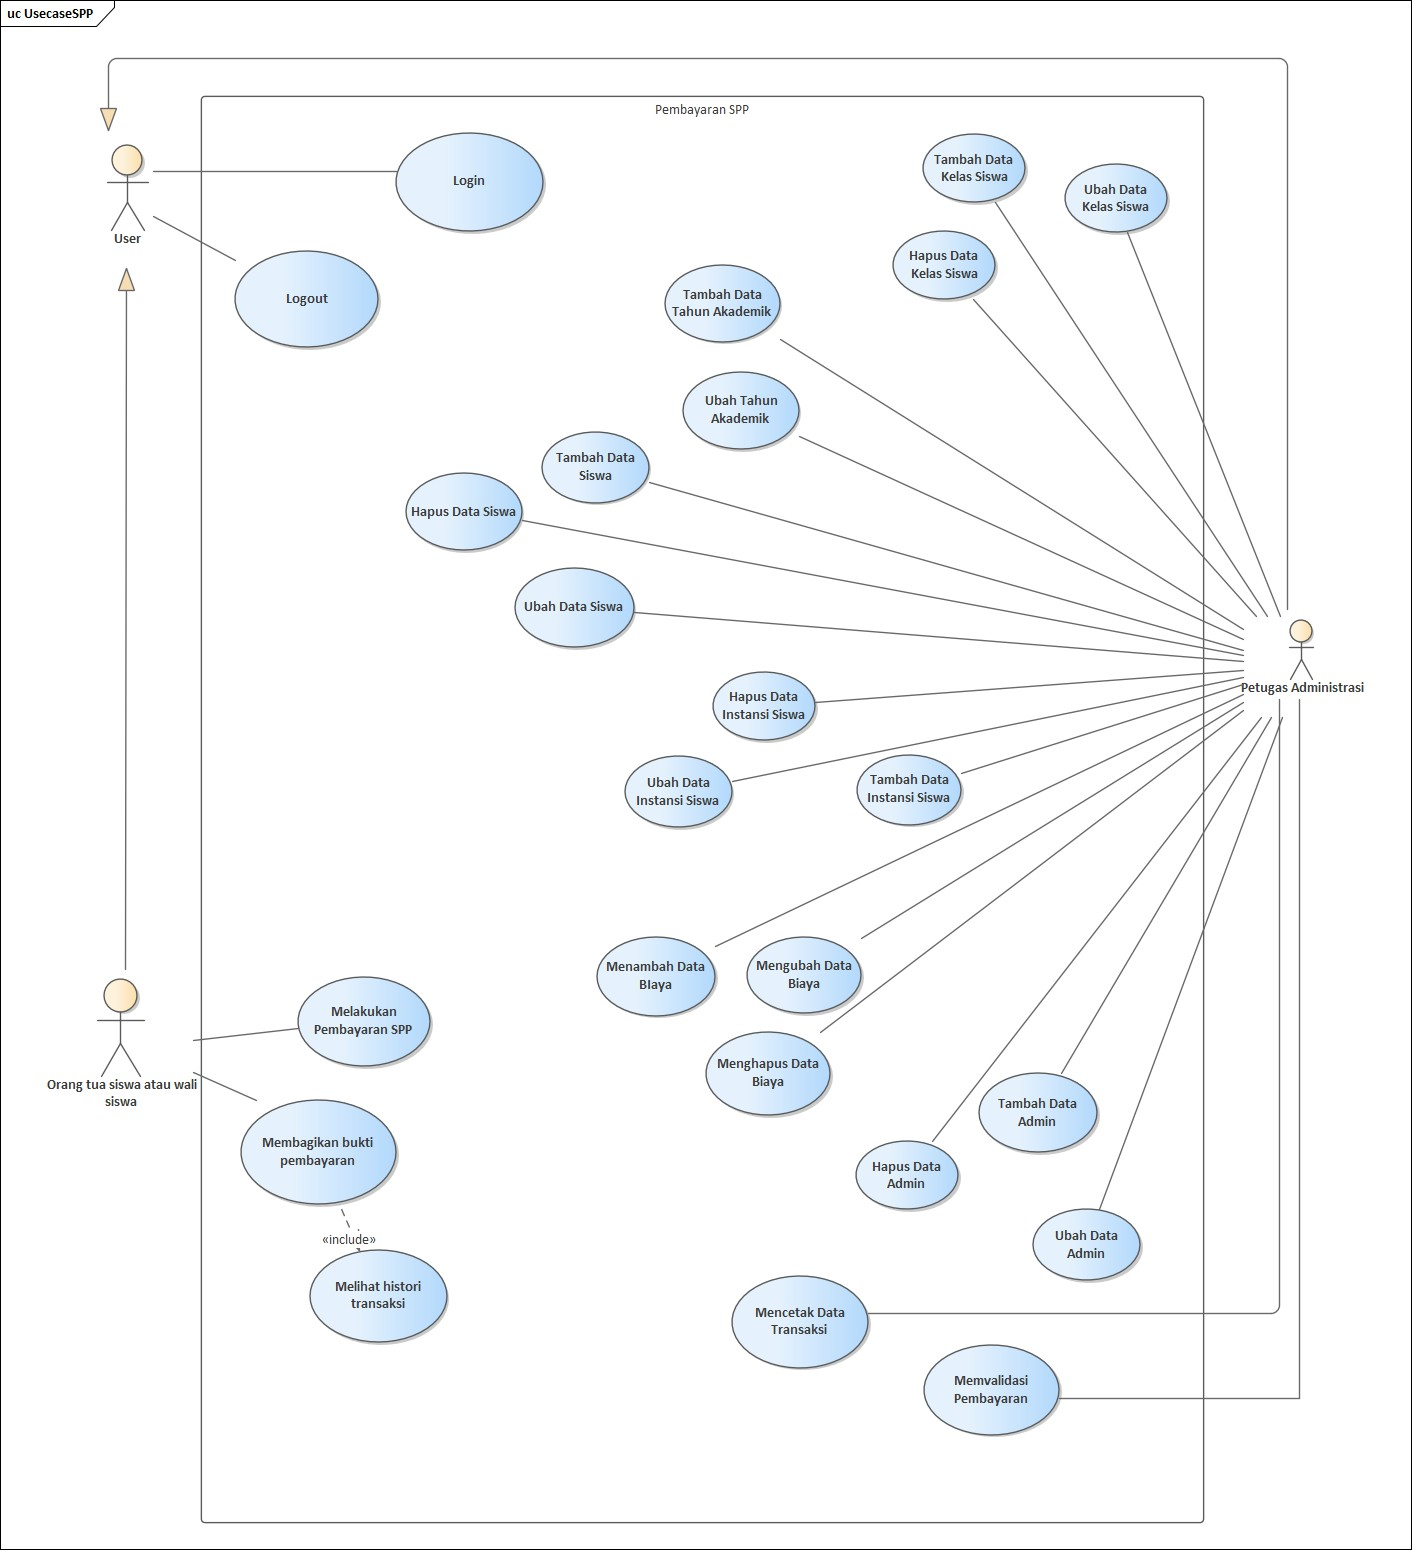 uc UsecaseSPP
Pembayaran SPP
Login
Tambah Data
Kelas Siswa
Ubah Data
Kelas Siswa
User
Hapus Data
Kelas Siswa
Logout
Tambah Data
Tahun Akademik
Ubah Tahun
Akademik
Tambah Data
Siswa
Hapus Data Siswa
Ubah Data Siswa
Petugas Administrasi
Hapus Data
Instansi Siswa
Ubah Data
Instansi Siswa
Tambah Data
Instansi Siswa
Menambah Data
BIaya
Mengubah Data
Biaya
Melakukan
Pembayaran SPP
Menghapus Data
Biaya
Orang tua siswa atau wali
siswa
Tambah Data
Admin
Membagikan bukti
pembayaran
Hapus Data
Admin
«include»
Ubah Data
Admin
Melihat histori
transaksi
Mencetak Data
Transaksi
Memvalidasi
Pembayaran